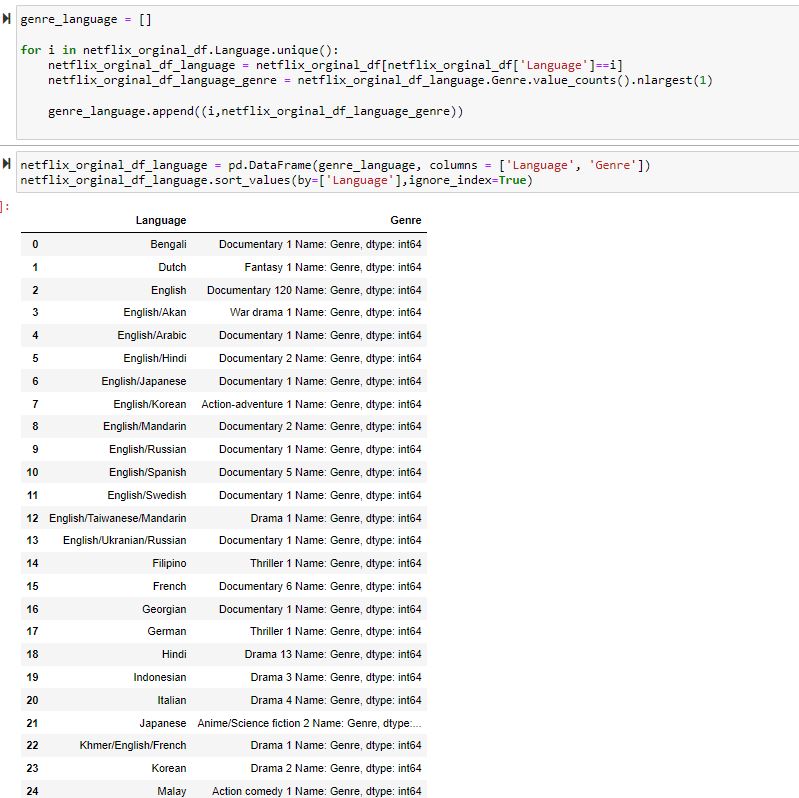 genre_language = []
for i in netflix_orginal_df.Language.unique():
    netflix_orginal_df_language = netflix_orginal_df[netflix_orginal_df['Language']==i]
    netflix_orginal_df_language_genre = netflix_orginal_df_language.Genre.value_counts().nlargest(1)
    genre_language.append((i,netflix_orginal_df_language_genre))
netflix_orginal_df_language = pd.DataFrame(genre_language, columns = ['Language', 'Genre'])
netflix_orginal_df_language.sort_values(by=['Language'],ignore_index=True)
]:
Language Genre
0 Bengali Documentary 1 Name: Genre, dtype: int64
1 Dutch Fantasy 1 Name: Genre, dtype: int64
2 English Documentary 120 Name: Genre, dtype: int64
3 English/Akan War drama 1 Name: Genre, dtype: int64
4 English/Arabic Documentary 1 Name: Genre, dtype: int64
5 English/Hindi Documentary 2 Name: Genre, dtype: int64
6 English/Japanese Documentary 1 Name: Genre, dtype: int64
7 English/Korean Action-adventure 1 Name: Genre, dtype: int64
8 English/Mandarin Documentary 2 Name: Genre, dtype: int64
9 English/Russian Documentary 1 Name: Genre, dtype: int64
10 English/Spanish Documentary 5 Name: Genre, dtype: int64
11 English/Swedish Documentary 1 Name: Genre, dtype: int64
12 English/Taiwanese/Mandarin Drama 1 Name: Genre, dtype: int64
13 English/Ukranian/Russian Documentary 1 Name: Genre, dtype: int64
14 Filipino Thriller 1 Name: Genre, dtype: int64
15 French Documentary 6 Name: Genre, dtype: int64
16 Georgian Documentary 1 Name: Genre, dtype: int64
17 German Thriller 1 Name: Genre, dtype: int64
18 Hindi Drama 13 Name: Genre, dtype: int64
19 Indonesian Drama 3 Name: Genre, dtype: int64
20 Italian Drama 4 Name: Genre, dtype: int64
21 Japanese Anime/Science fiction 2 Name: Genre, dtype:...
22 Khmer/English/French Drama 1 Name: Genre, dtype: int64
23 Korean Drama 2 Name: Genre, dtype: int64
24 Malay Action comedy 1 Name: Genre, dtype: int64